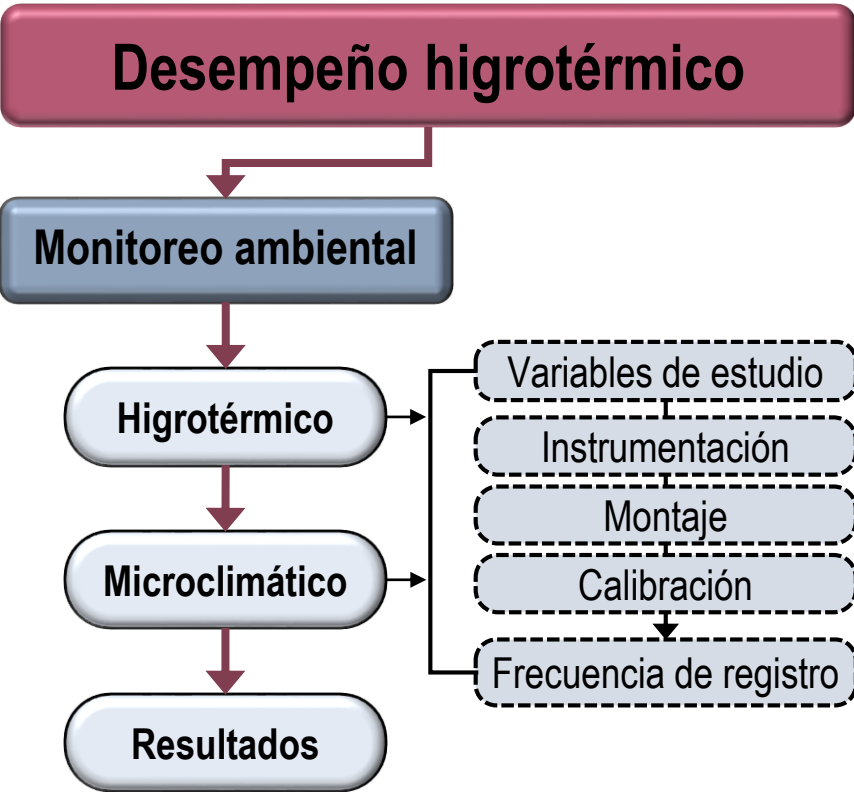 Desempeño higrotérmico
Monitoreo ambiental
Higrotérmico
Microclimático
Resultados
Variables de estudio
Instrumentación
Montaje
Calibración
Frecuencia de registro